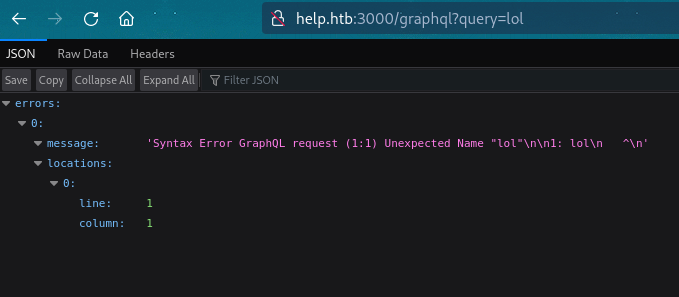 help.htb:3000/graphql?query=lol
JSON Raw Data Headers
Save Copy Collapse All Expand All Filter JSON
errors:
0:
message: 'Syntax Error GraphQL request (1:1) Unexpected Name "lol"\n\n1: lol\n   ^\n'
locations:
0:
line: 1
column: 1